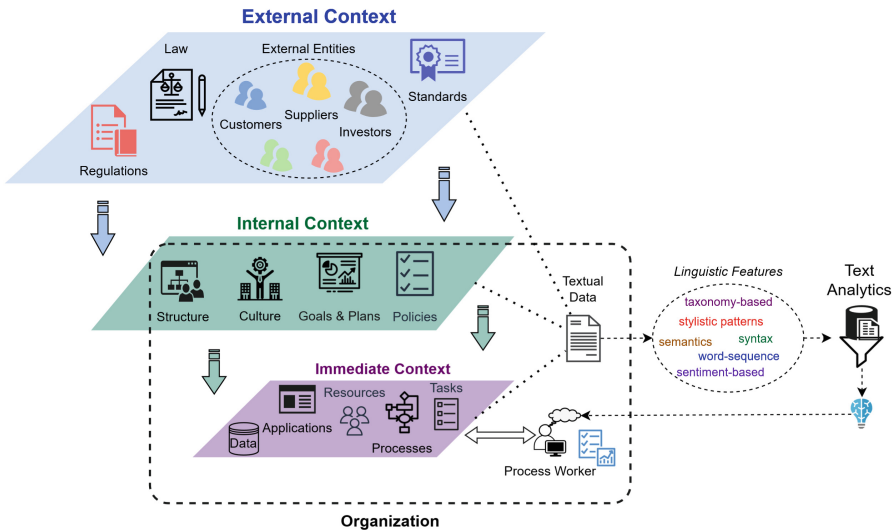 External Context
Law
External Entities
Customers
Suppliers
Investors
Standards
Regulations
Internal Context
Structure
Culture
Goals & Plans
Policies
Textual
Data
Linguistic Features
taxonomy-based
stylistic patterns
semantics
syntax
word-sequence
sentiment-based
Text
Analytics
Immediate Context
Data
Applications
Resources
Processes
Tasks
Process Worker
Organization